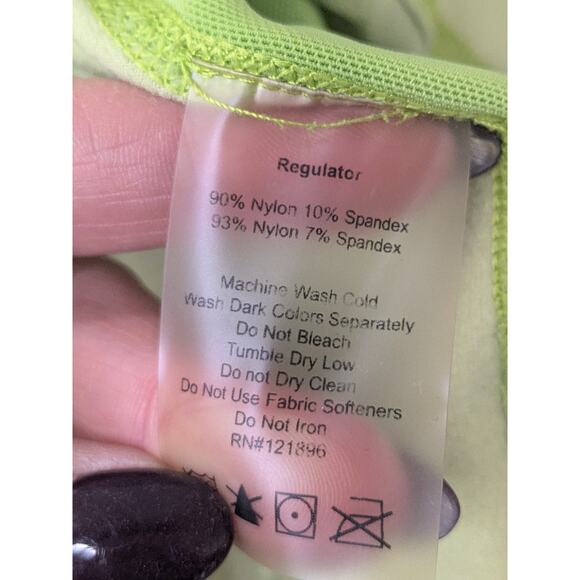 Regulator
90% Nylon 10% Spandex
93% Nylon 7% Spandex
Machine Wash Cold
Wash Dark Colors Separately
Do Not Bleach
Tumble Dry Low
Do not Dry Clean
Do Not Use Fabric Softeners
Do Not Iron
RN#121896